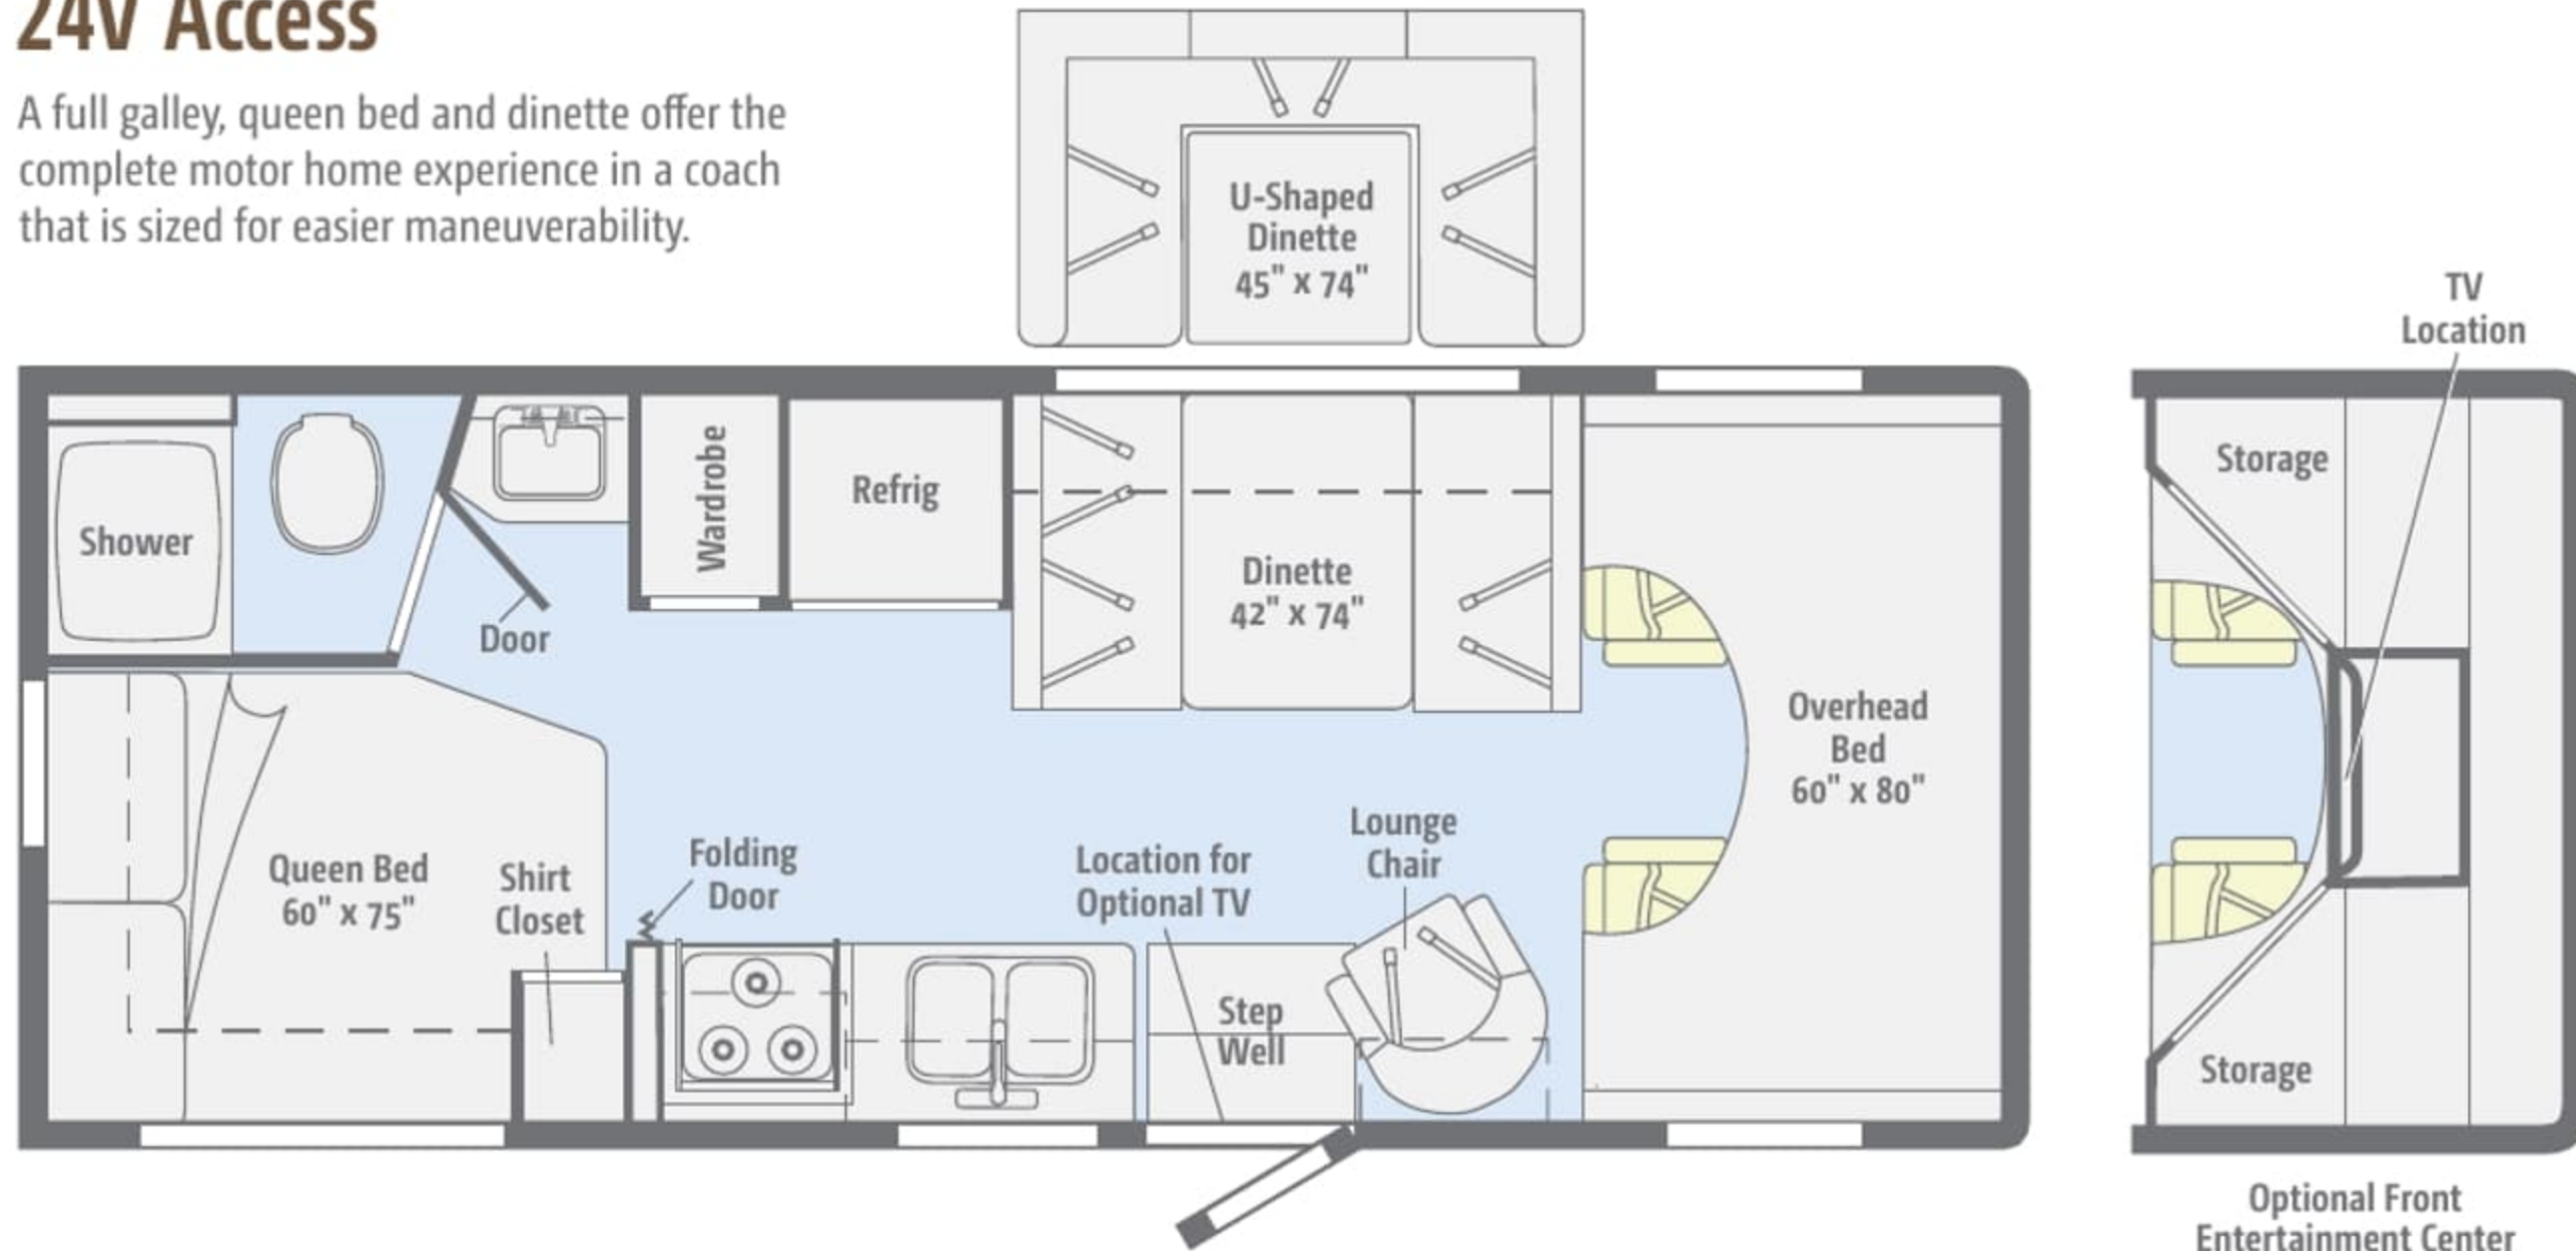 24V Access
A full galley, queen bed and dinette offer the
complete motor home experience in a coach
that is sized for easier maneuverability.
U-Shaped
Dinette
45" x 74"
TV
Location
Shower
Door
Wardrobe
Refrig
Dinette
42" x 74"
Overhead
Bed
60" x 80"
Queen Bed
60" x 75"
Shirt
Closet
Folding
Door
Location for
Optional TV
Lounge
Chair
Step
Well
Storage
Storage
Optional Front
Entertainment Center